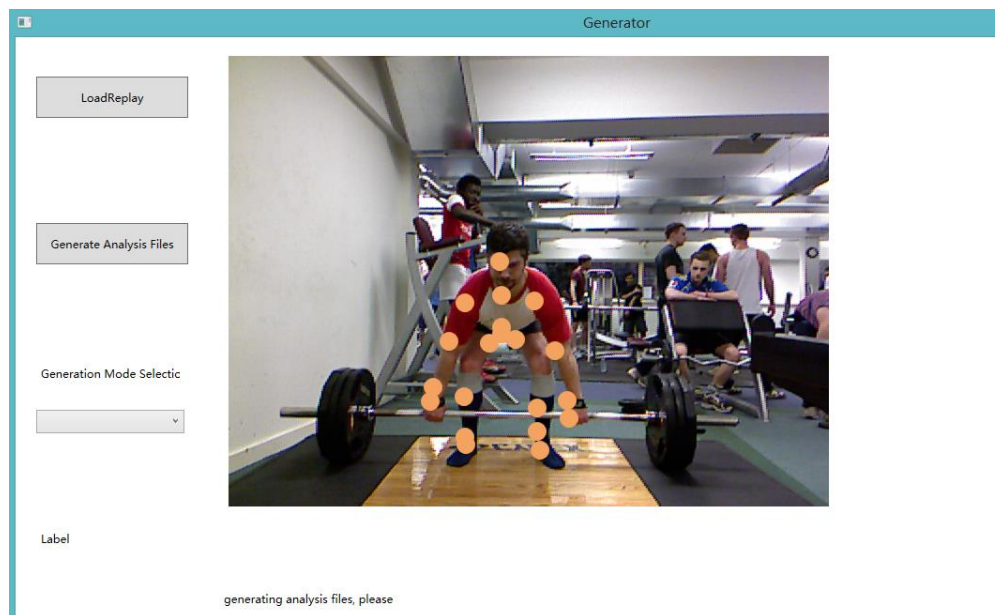 Generator
LoadReplay
Generate Analysis Files
Generation Mode Selectic
Label
generating analysis files, please